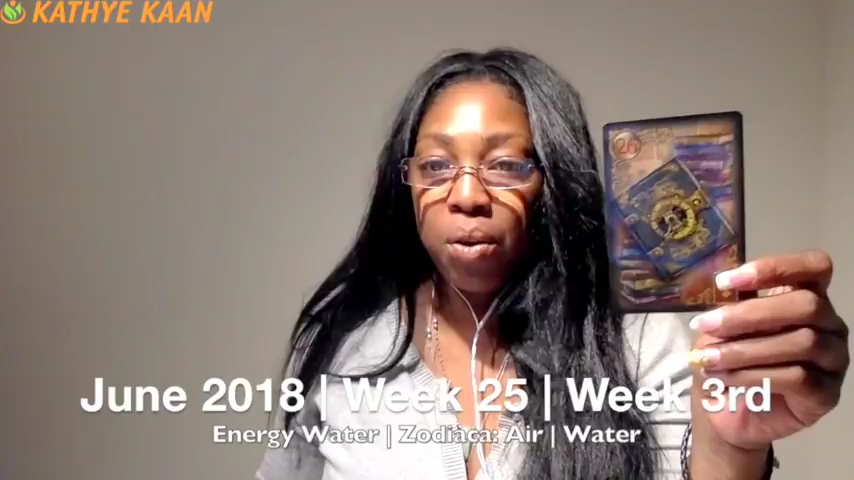 KATHYE KAAN
26
June 2018 | Week 25 | Week 3rd
Energy Water | Zodiaca: Air | Water